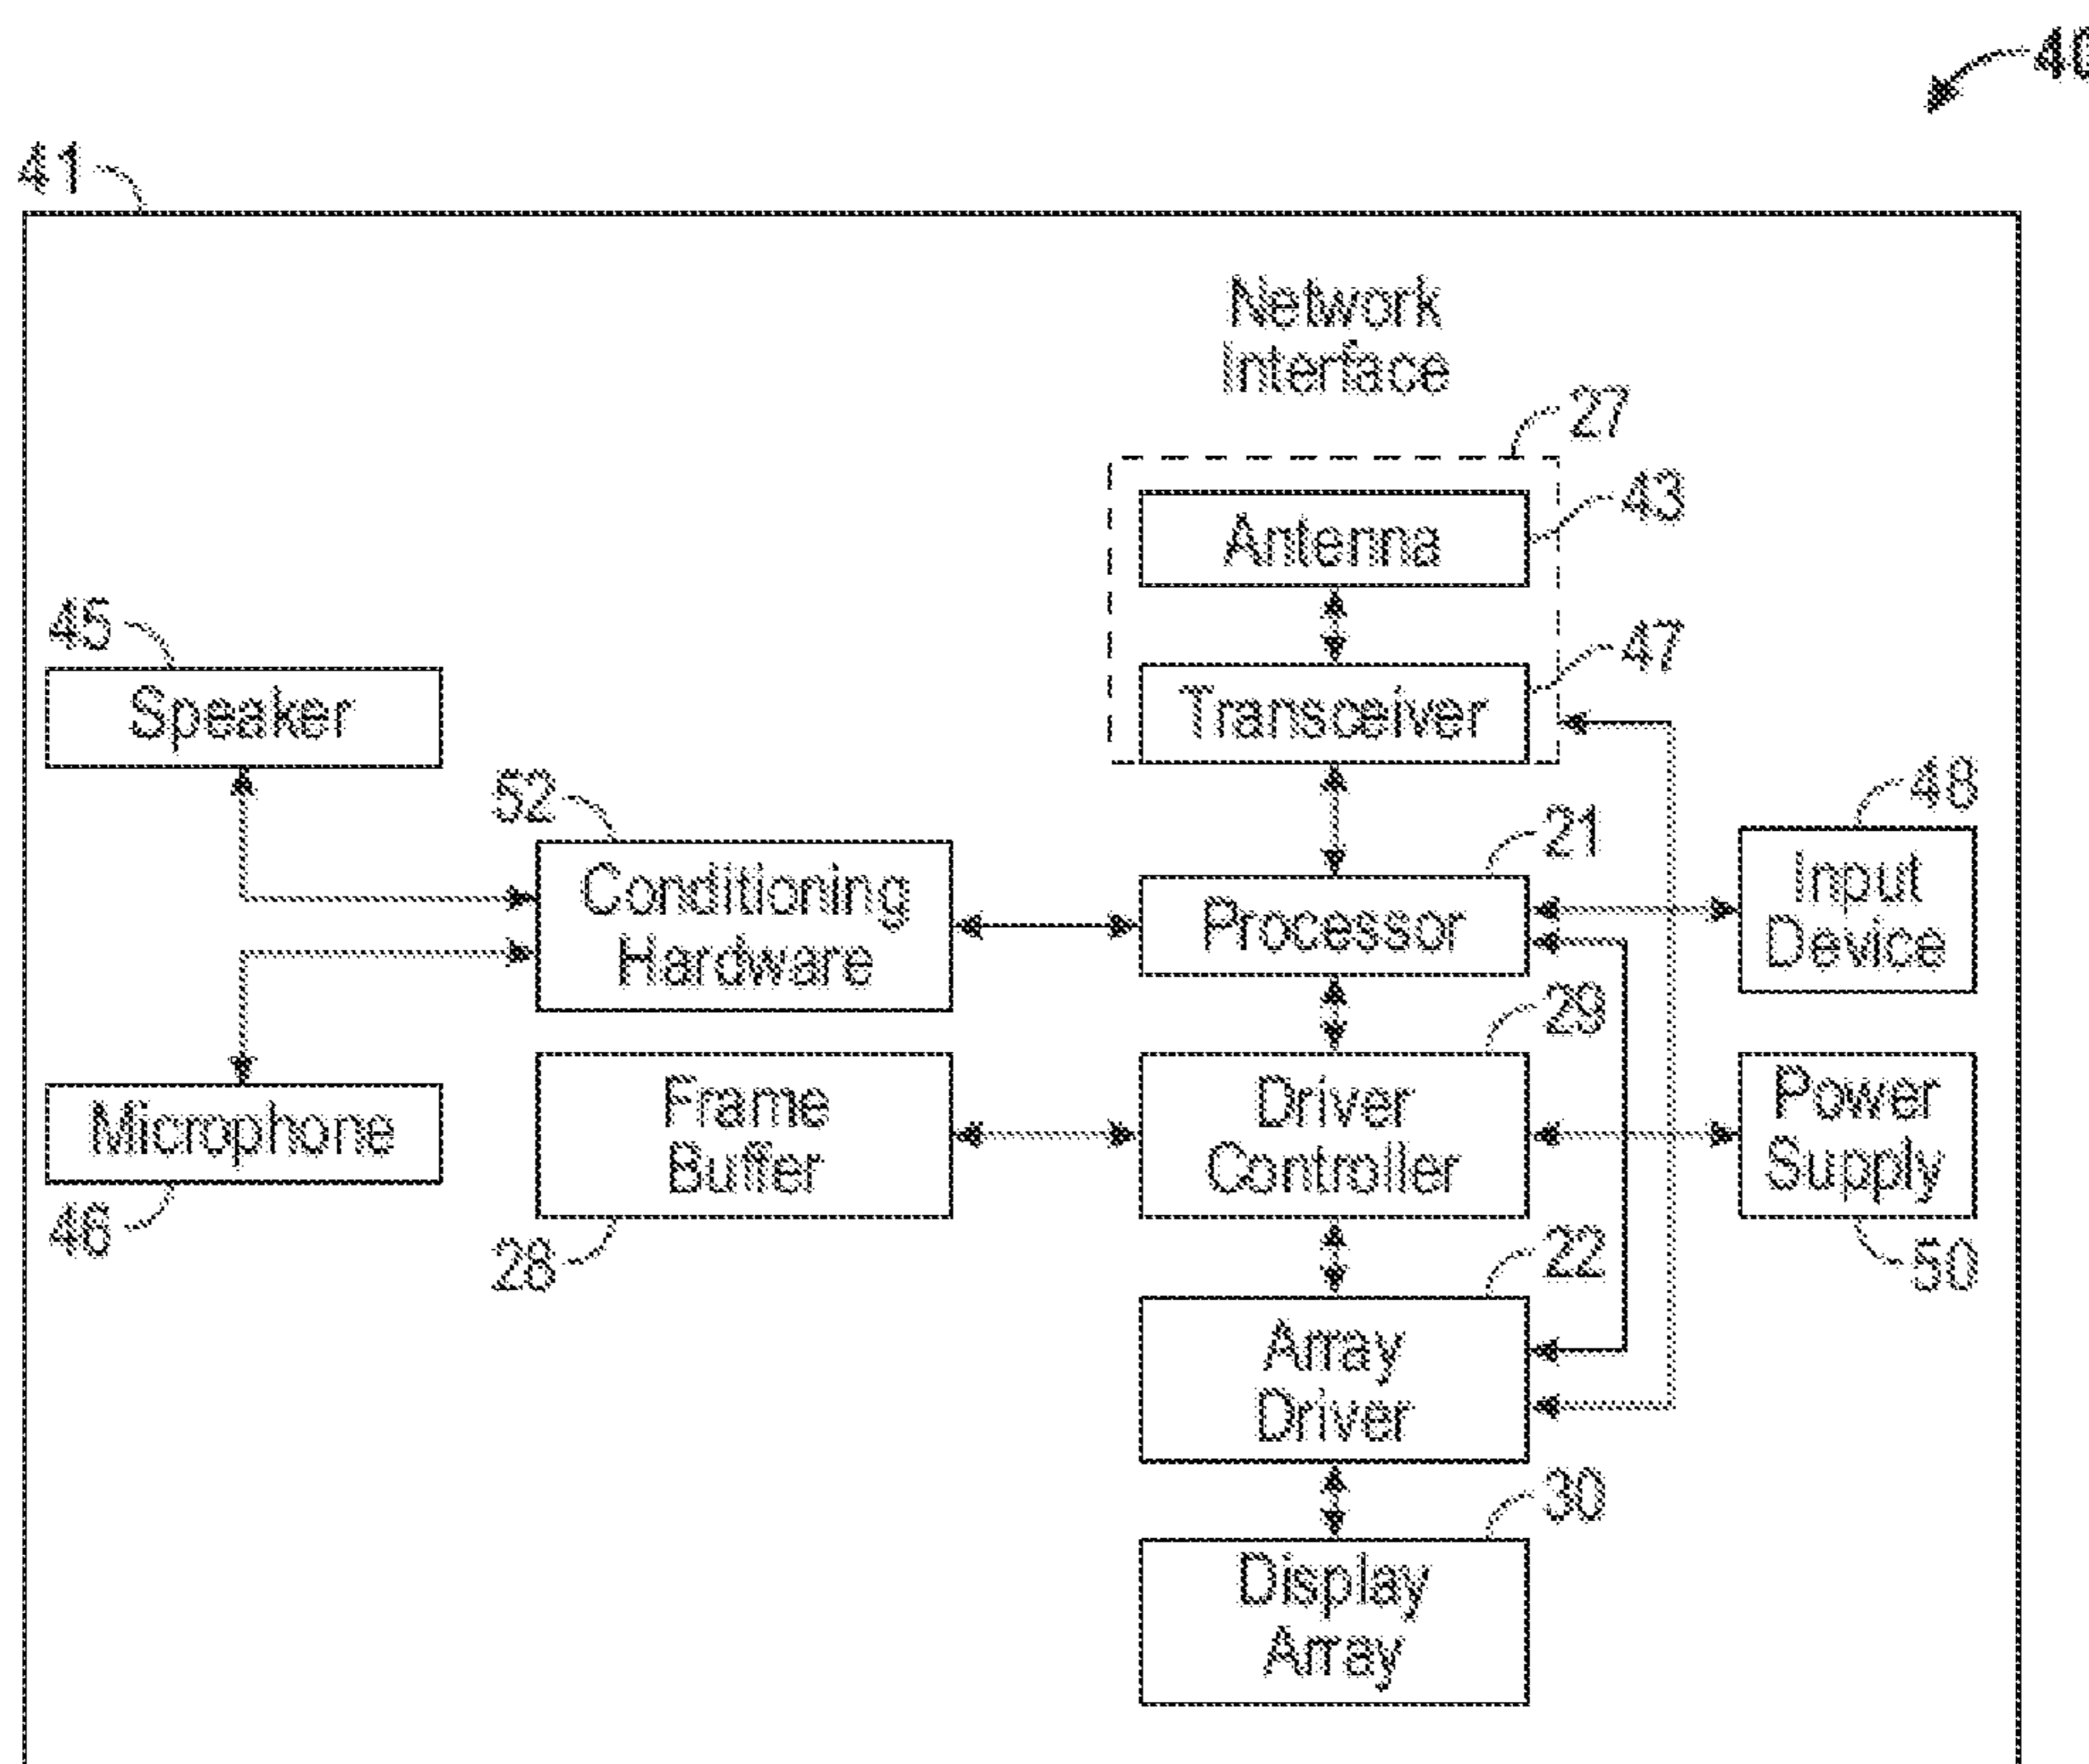 40
41
Network
Interface
27
43
Antenna
47
Transceiver
45
Speaker
52
Conditioning
Hardware
21
Processor
48
Input
Device
29
Driver
Controller
Frame
Buffer
28
Power
Supply
50
Microphone
46
22
Array
Driver
30
Display
Array